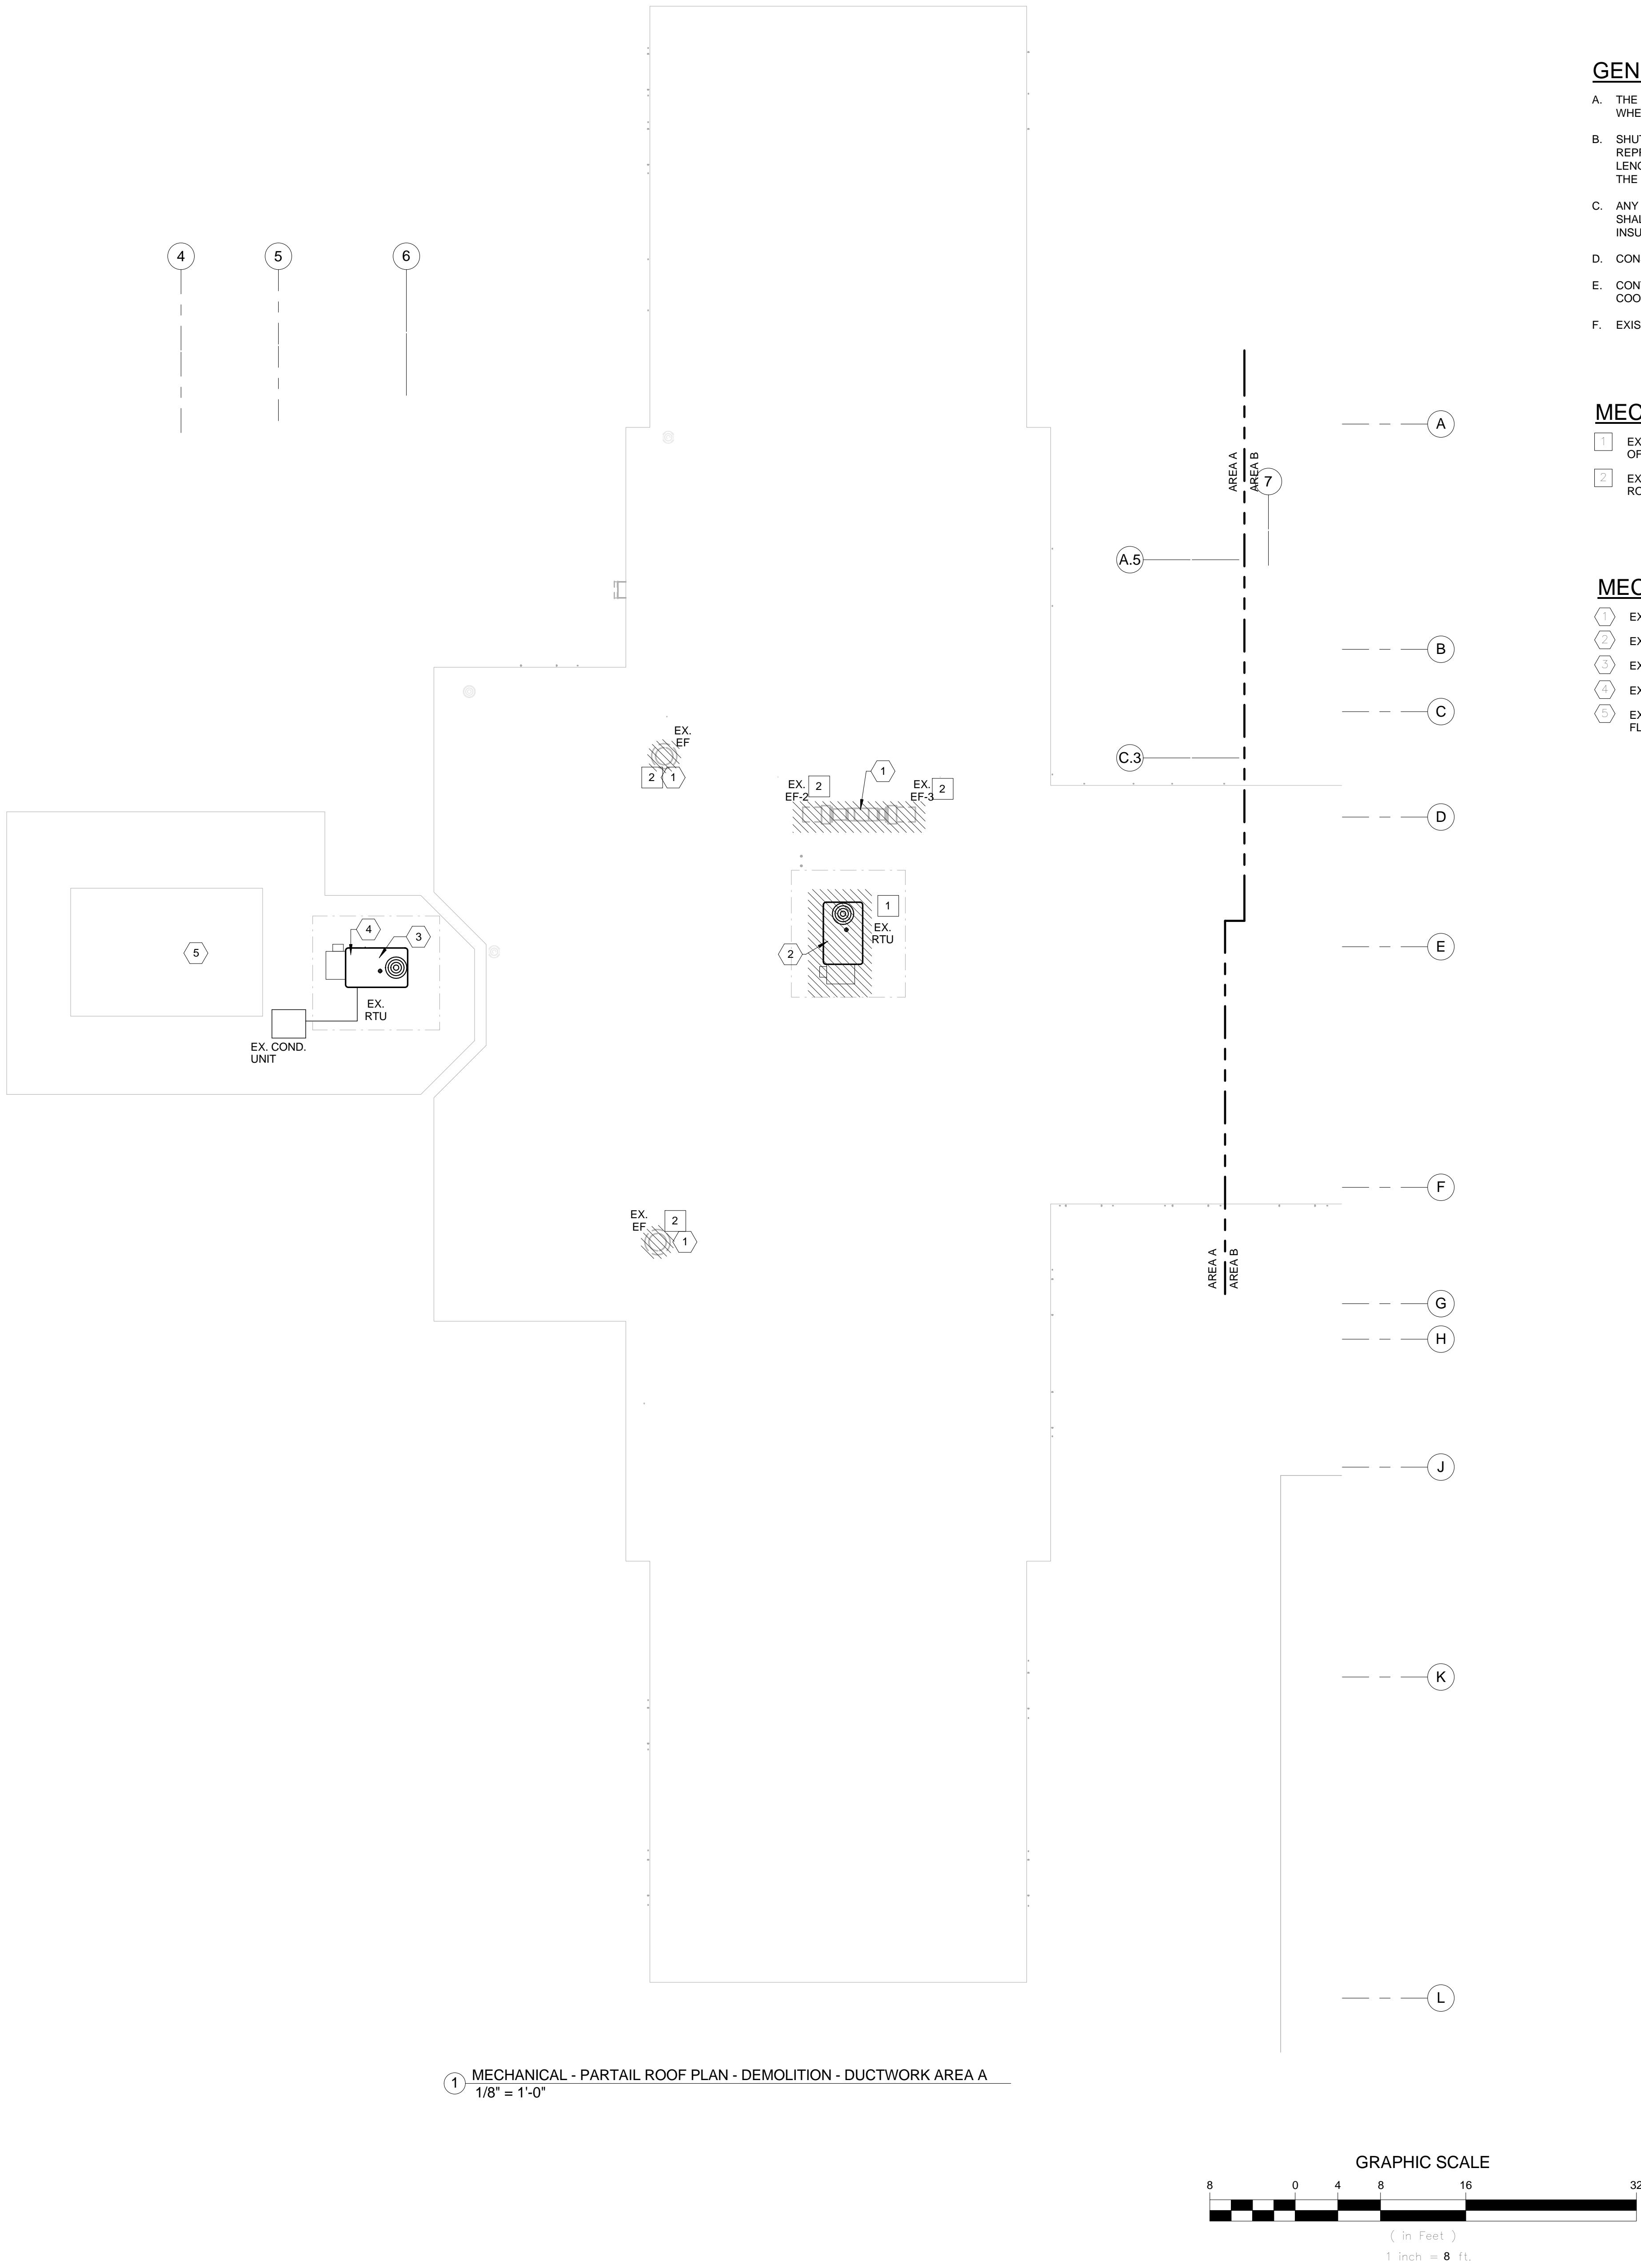 GEN
A. THE
WHE
B. SHUT
REPR
LENG
THE
C. ANY
SHAL
INSU
D. CON
E. CONT
COO
F. EXIS
4
5
6
A
AREA A
AREA B
7
MEC
1 EX
OF
2 EX
RO
A.5
MEC
1 EX
2 EX
3 EX
4 EX
5 EX
FL
B
C
EX.
EF
2 1
C.3
1
EX.
EF-2
2
EX.
EF-3
2
D
1
EX.
RTU
2
E
4
3
5
EX.
RTU
EX. COND.
UNIT
F
EX.
EF
2
1
AREA A
AREA B
G
H
J
K
L
1 MECHANICAL - PARTAIL ROOF PLAN - DEMOLITION - DUCTWORK AREA A
1/8" = 1'-0"
GRAPHIC SCALE
8 0 4 8 16 32
( in Feet )
1 inch = 8 ft.